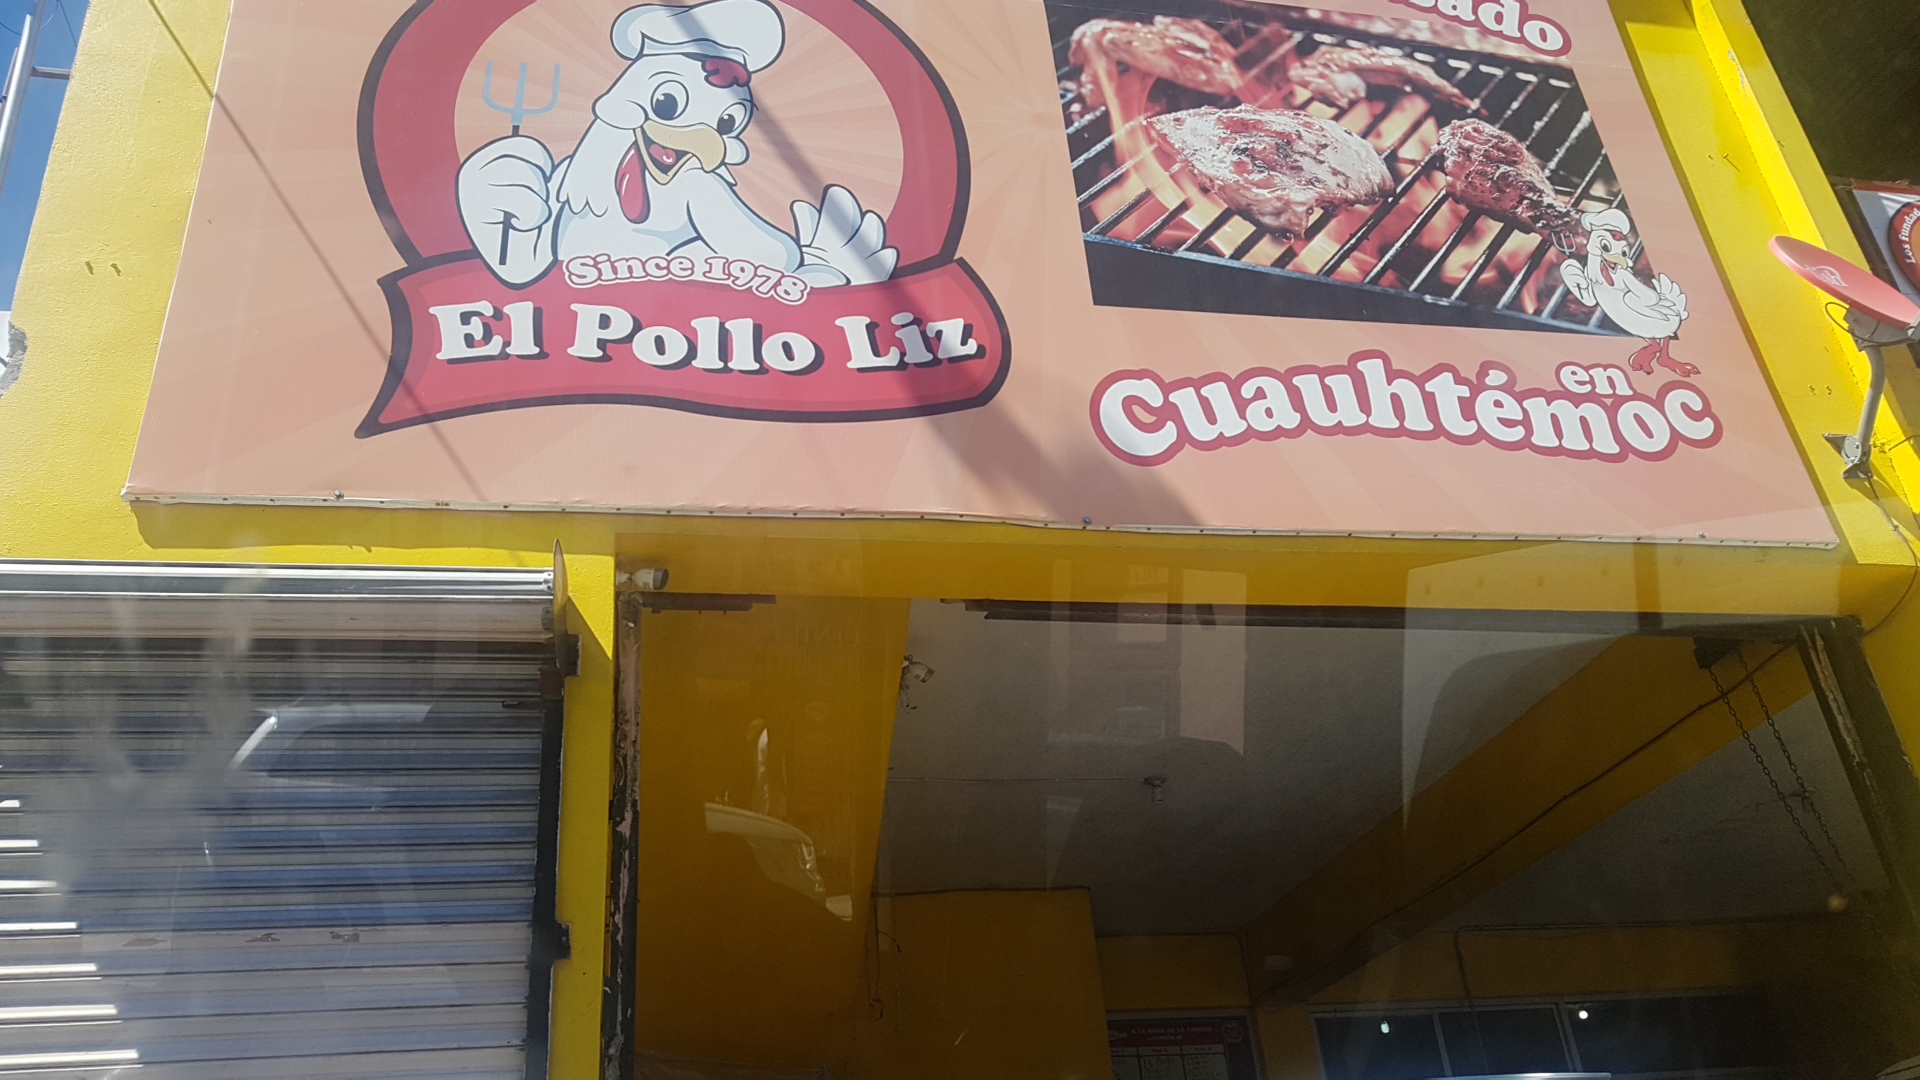 Since 1978
El Pollo Liz
en
Cuauhtémoc